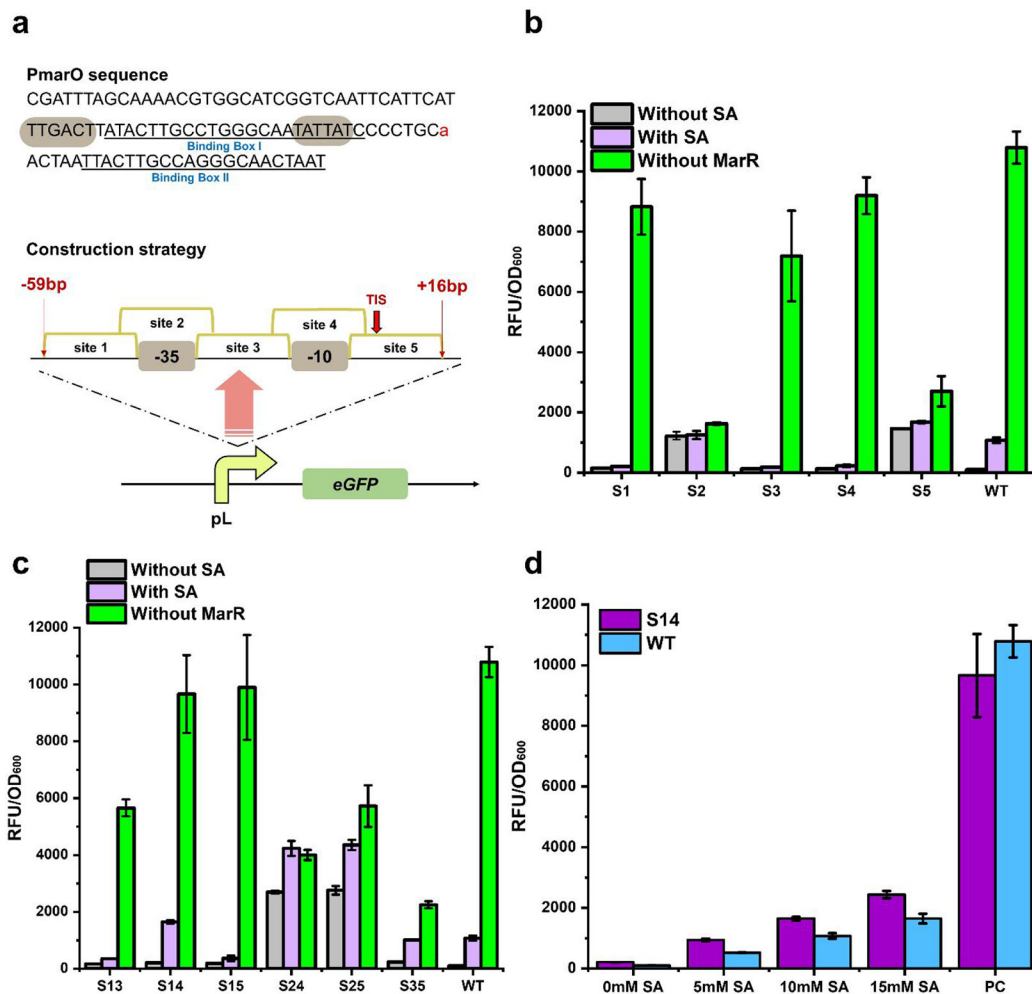 a
PmarO sequence
CGATTTAGCAAAACGTGGCATCGGTCAATTCATTCAT
TTGACTTATACTTGCCTGGGCAATATTATCCCCTGCa
Binding Box I
ACTAATTACTTGCCAGGGCAACTAAT
Binding Box II
Construction strategy
-59bp
+16bp
TIS
site 2
site 4
site 1
-35
site 3
-10
site 5
eGFP
pL
b
Without SA
With SA
Without MarR
RFU/OD600
12000
10000
8000
6000
4000
2000
0
S1 S2 S3 S4 S5 WT
c
Without SA
With SA
Without MarR
RFU/OD600
12000
10000
8000
6000
4000
2000
0
S13 S14 S15 S24 S25 S35 WT
d
S14
WT
RFU/OD600
12000
10000
8000
6000
4000
2000
0
0mM SA 5mM SA 10mM SA 15mM SA PC